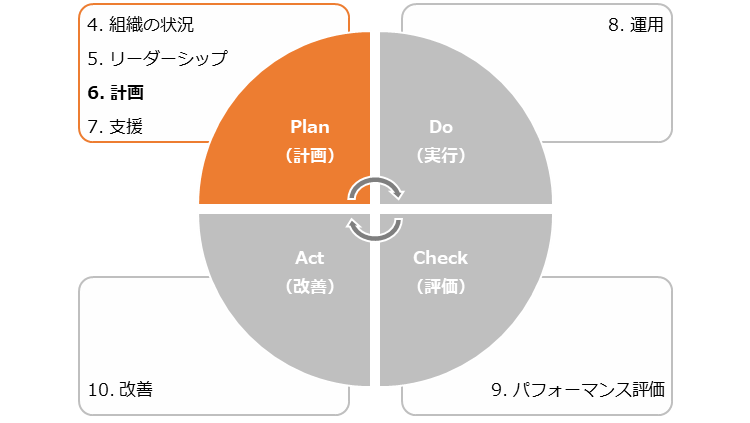 4. 組織の状況
5. リーダーシップ
6. 計画
7. 支援
8. 運用
Plan
（計画）
Do
（実行）
Act
（改善）
Check
（評価）
10. 改善
9. パフォーマンス評価